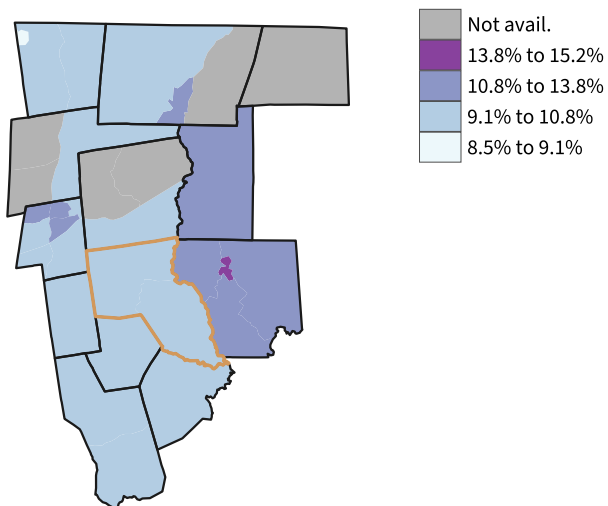 Not avail.
13.8% to 15.2%
10.8% to 13.8%
9.1% to 10.8%
8.5% to 9.1%